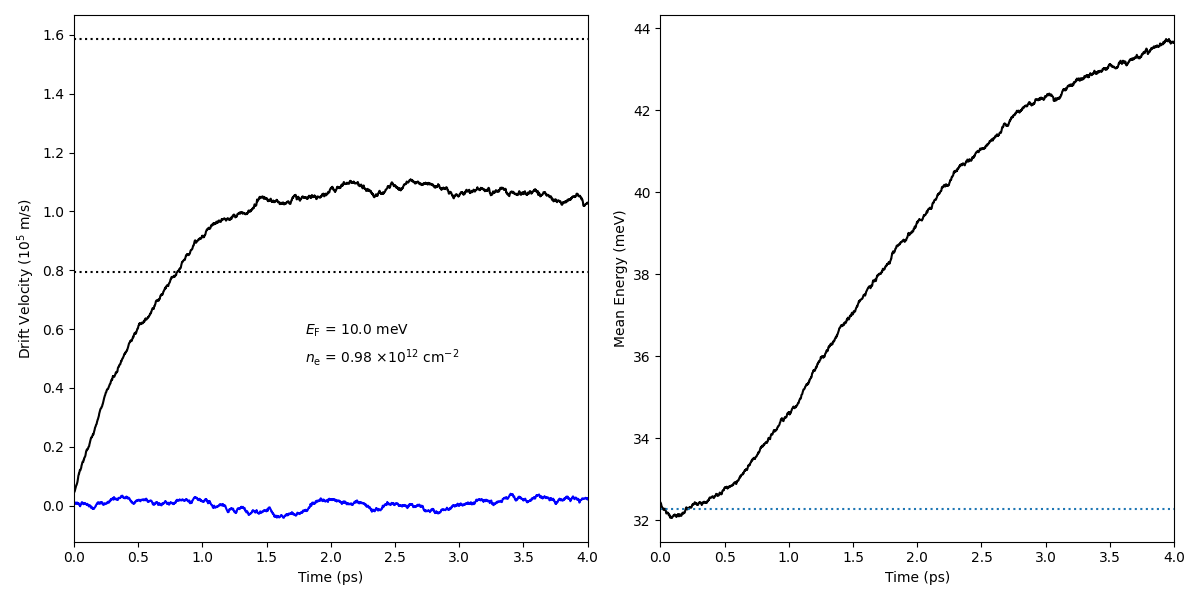 1.6
1.4
1.2
1.0
0.8
0.6
0.4
0.2
0.0
Drift Velocity (10⁵ m/s)
E_F = 10.0 meV
n_e = 0.98 ×10¹² cm⁻²
0.0 0.5 1.0 1.5 2.0 2.5 3.0 3.5 4.0
Time (ps)
44
42
40
38
36
34
32
Mean Energy (meV)
0.0 0.5 1.0 1.5 2.0 2.5 3.0 3.5 4.0
Time (ps)